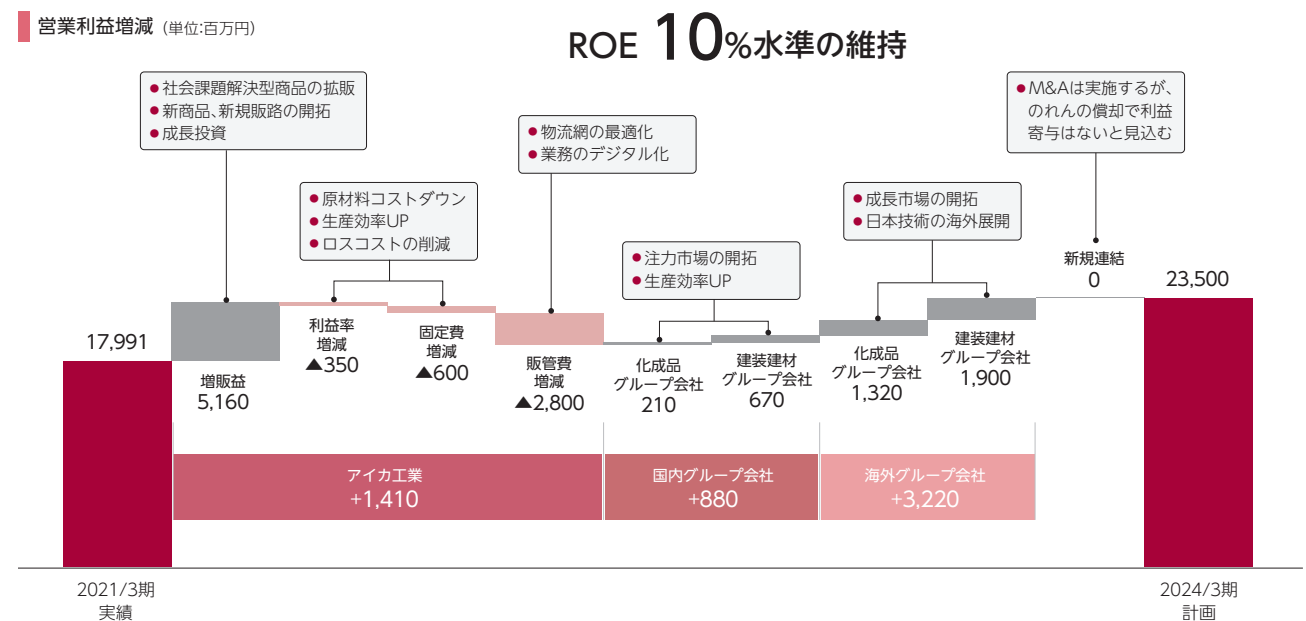 営業利益増減 (単位:百万円)
ROE 10%水準の維持
●社会課題解決型商品の拡販
●新商品、新規販路の開拓
●成長投資
●原材料コストダウン
●生産効率UP
●ロスコストの削減
●物流網の最適化
●業務のデジタル化
●注力市場の開拓
●生産効率UP
●成長市場の開拓
●日本技術の海外展開
●M&Aは実施するが、
のれんの償却で利益
寄与はないと見込む
17,991
増販益
5,160
利益率
増減
▲350
固定費
増減
▲600
販管費
増減
▲2,800
化成品
グループ会社
210
建装建材
グループ会社
670
化成品
グループ会社
1,320
建装建材
グループ会社
1,900
新規連結
0
23,500
アイカ工業
+1,410
国内グループ会社
+880
海外グループ会社
+3,220
2021/3期
実績
2024/3期
計画